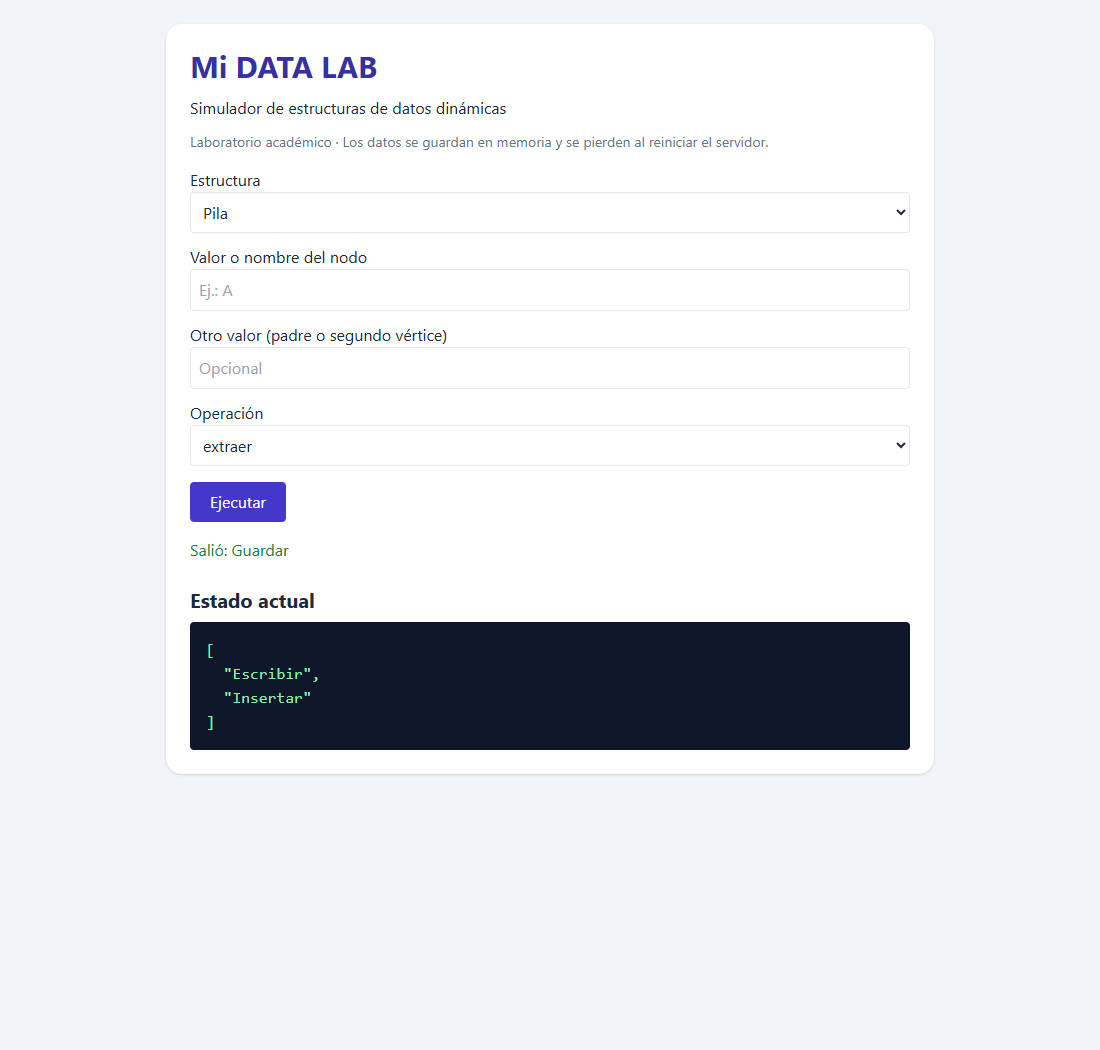 Mi DATA LAB
Simulador de estructuras de datos dinámicas
Laboratorio académico · Los datos se guardan en memoria y se pierden al reiniciar el servidor.
Estructura
Pila
Valor o nombre del nodo
Ej.: A
Otro valor (padre o segundo vértice)
Opcional
Operación
extraer
Ejecutar
Salió: Guardar
Estado actual
[
  "Escribir",
  "Insertar"
]